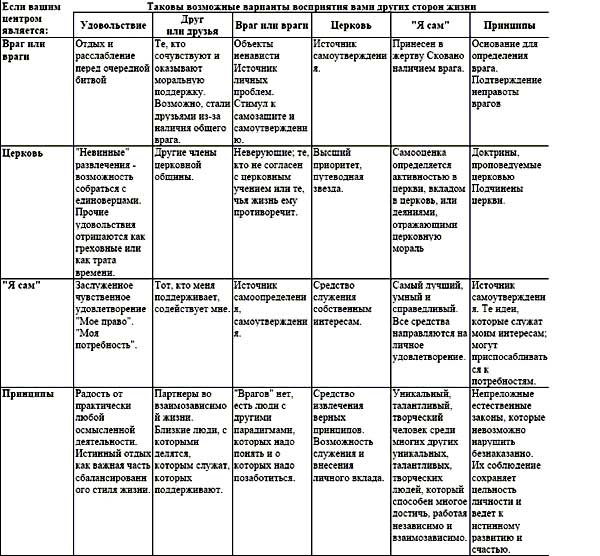 Если вашим
центром
является:
Таковы возможные варианты восприятия вами других сторон жизни
Удовольствие
Друг
или друзья
Враг или враги
Церковь
"Я сам"
Принципы
Враг или
враги
Отдых и
расслабление
перед очередной
битвой
Те, кто
сочувствуют и
оказывают
моральную
поддержку.
Возможно, стали
друзьями из-за
наличия общего
врага.
Объекты
ненависти
Источник
личных
проблем.
Стимул к
самозащите и
самоутверждени
ю.
Источник
самоутверждени
я.
Принесен в
жертву Сковано
наличием врага.
Основание для
определения
врага.
Подтверждение
неправоты
врагов
Церковь
"Невинные"
развлечения -
возможность
собраться с
единоверцами.
Прочие
удовольствия
отрицаются как
греховные или
как трата
времени.
Другие члены
церковной
общины.
Неверующие; те,
кто не согласен
с церковным
учением или те,
чья жизнь ему
противоречит.
Высший
приоритет,
путеводная
звезда.
Самооценка
определяется
активностью в
церкви, вкладом
в церковь, или
деяниями,
отражающими
церковную
мораль
Доктрины,
проповедуемые
церковью
Подчинены
церкви.
"Я сам"
Заслуженное
чувственное
удовлетворение
"Мое право".
"Моя
потребность".
Тот, кто меня
поддерживает,
содействует мне.
Источник
самоопределени
я,
самоутверждени
я.
Средство
служения
собственным
интересам.
Самый лучший,
умный и
справедливый.
Все средства
направляются на
личное
удовлетворение.
Источник
самоутверждени
я. Те идеи,
которые служат
моим интересам;
могут
приспосабливать
ся к
потребностям.
Принципы
Радость от
практически
любой
осмысленной
деятельности.
Истинный отдых
как важная часть
сбалансированн
ого стиля жизни.
Партнеры во
взаимозависимо
й жизни.
Близкие люди, с
которыми
делятся,
которым служат,
которых
поддерживают.
"Врагов" нет,
есть люди с
другими
парадигмами,
которых надо
понять и о
которых надо
позаботиться.
Средство
извлечения
верных
принципов.
Возможность
служения и
внесения
личного вклада.
Уникальный,
талантливый,
творческий
человек среди
многих других
уникальных,
талантливых,
творческих
людей, который
способен многое
достичь, работая
независимо и
взаимозависимо.
Непреложные
естественные
законы, которые
невозможно
нарушить
безнаказанно.
Их соблюдение
сохраняет
цельность
личности и
ведет к
истинному
развитию и
счастью.